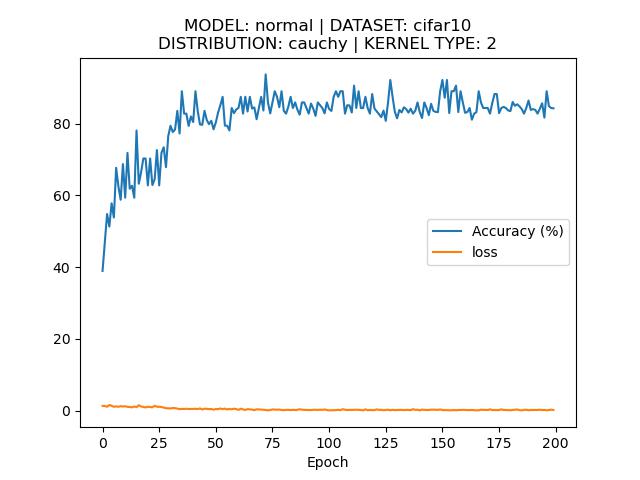 MODEL: normal | DATASET: cifar10
DISTRIBUTION: cauchy | KERNEL TYPE: 2
80
60
40
20
0
Accuracy (%)
loss
0 25 50 75 100 125 150 175 200
Epoch